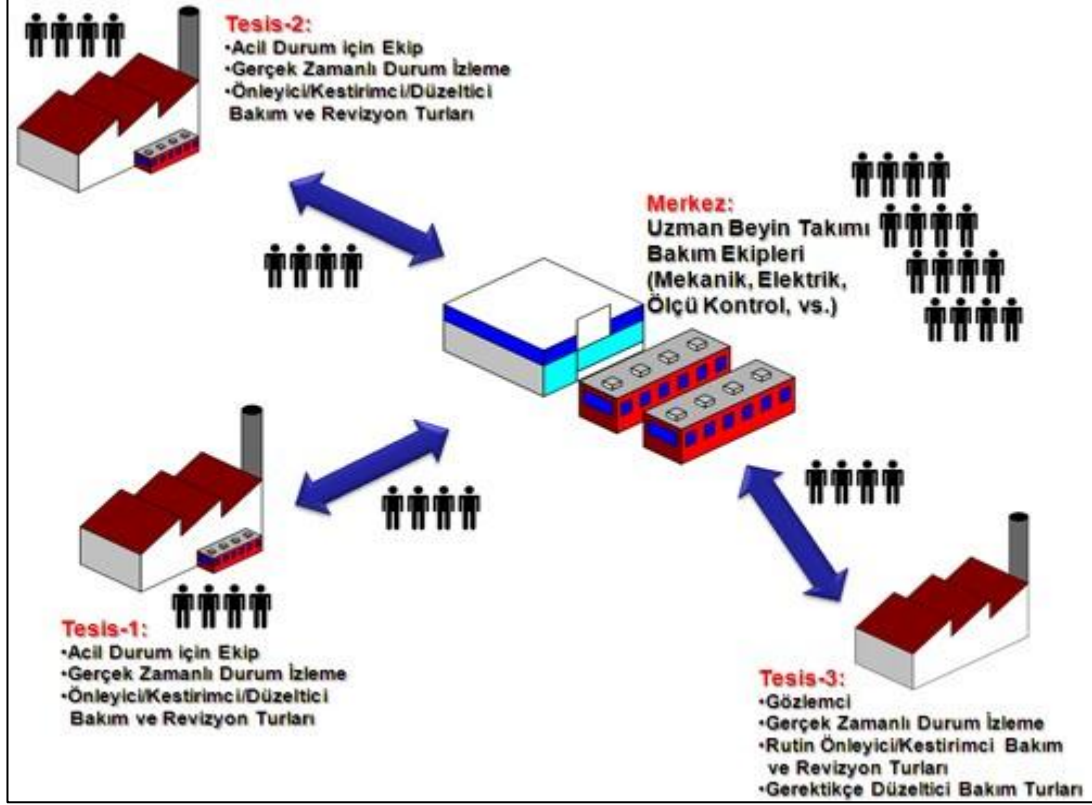 Tesis-2:
•Acil Durum için Ekip
•Gerçek Zamanlı Durum İzleme
•Önleyici/Kestirimci/Düzeltici
Bakım ve Revizyon Turları
Merkez:
Uzman Beyin Takımı
Bakım Ekipleri
(Mekanik, Elektrik,
Ölçü Kontrol, vs.)
Tesis-1:
•Acil Durum için Ekip
•Gerçek Zamanlı Durum İzleme
•Önleyici/Kestirimci/Düzeltici
Bakım ve Revizyon Turları
Tesis-3:
•Gözlemci
•Gerçek Zamanlı Durum İzleme
•Rutin Önleyici/Kestirimci Bakım
ve Revizyon Turları
•Gerektikçe Düzeltici Bakım Turları